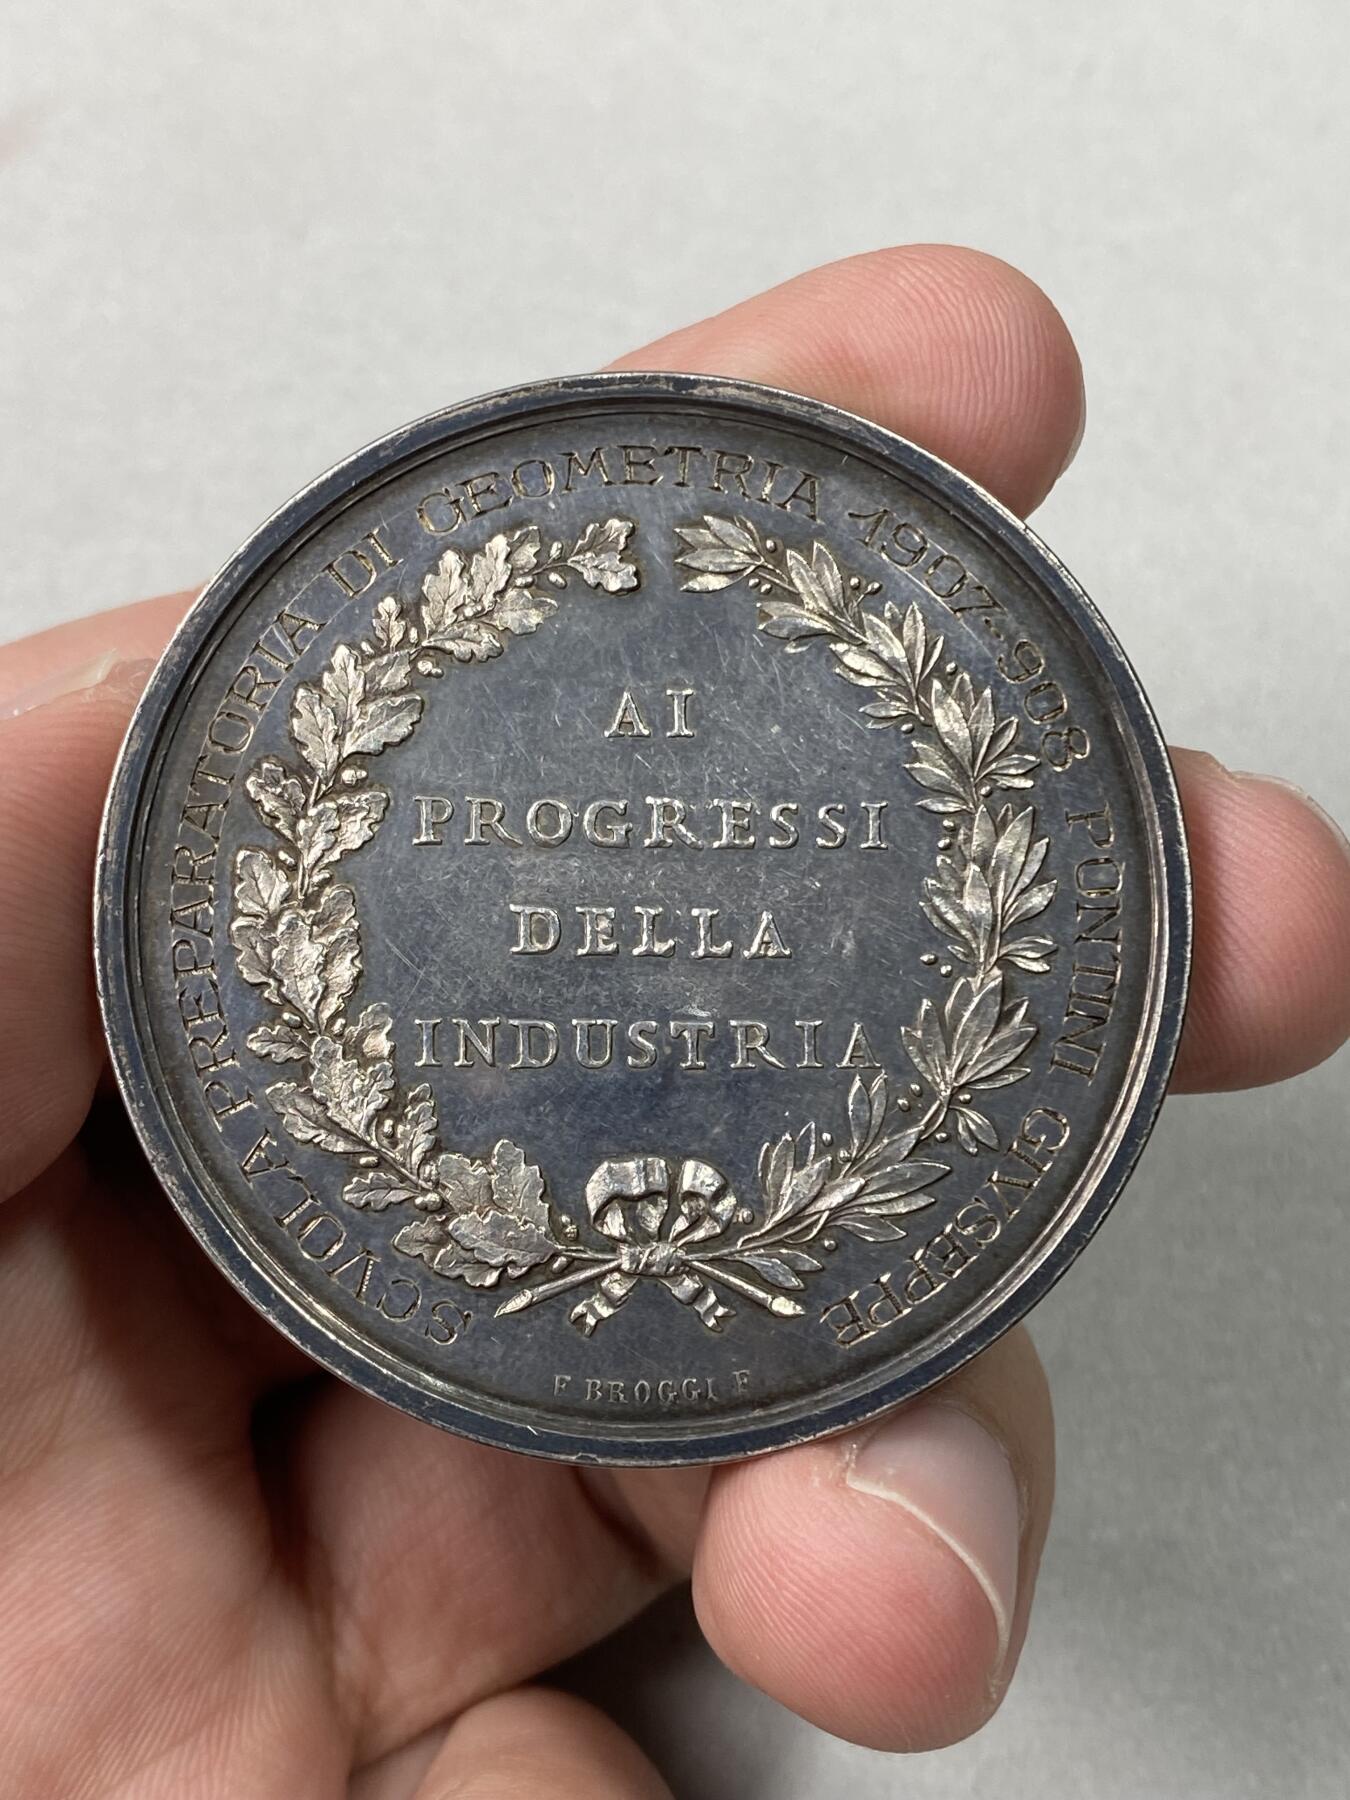 SCVOLA PREPARATORIA DI GEOMETRIA 1907-908 PONTINI GIVSEPPE
AI
PROGRESSI
DELLA
INDUSTRIA
F BROGGI F